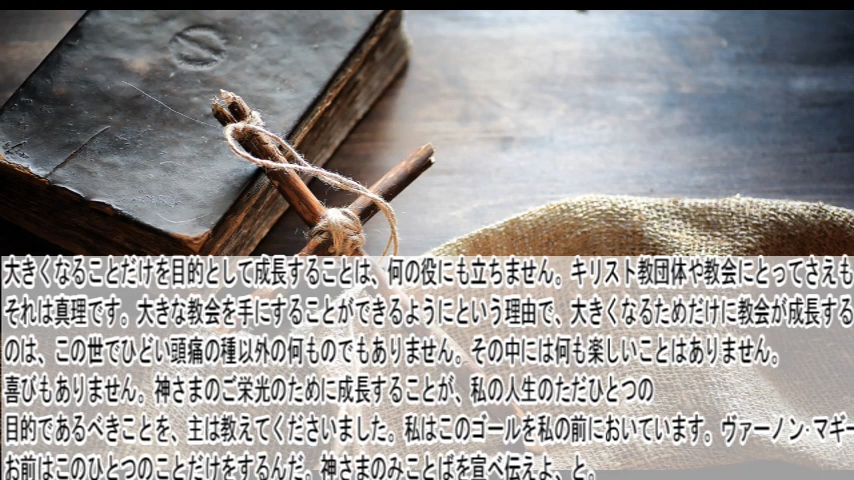 大きくなることだけを目的として成長することは、何の役にも立ちません。キリスト教団体や教会にとってさえも
それは真理です。大きな教会を手にすることができるようにという理由で、大きくなるためだけに教会が成長する
のは、この世でひどい頭痛の種以外の何ものでもありません。その中には何も楽しいことはありません。
喜びもありません。神さまのご栄光のために成長することが、私の人生のただひとつの
目的であるべきことを、主は教えてくださいました。私はこのゴールを私の前においています。ヴァーノン・マギー
お前はこのひとつのことだけをするんだ。神さまのみことばを宣べ伝えよ、と。